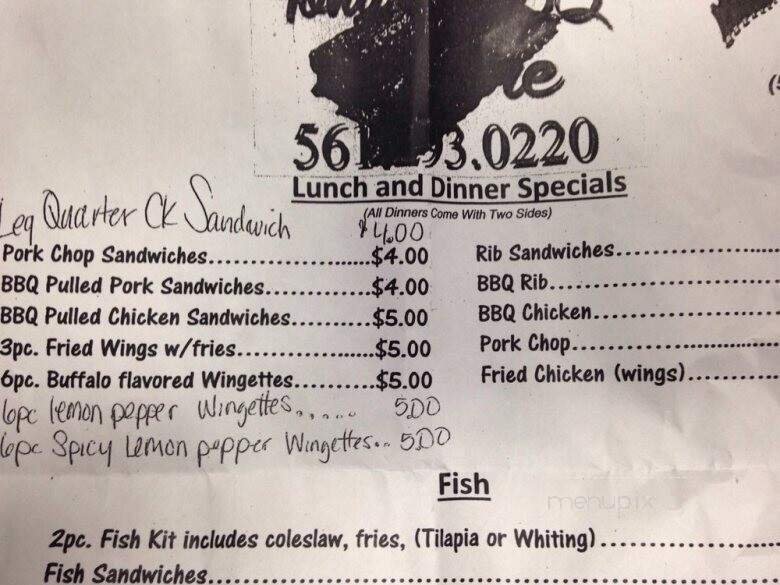 0220
Lunch and Dinner Specials
(All Dinners Come With Two Sides)
Leg Quarter CK Sandwich $4.00
Pork Chop Sandwiches..................$4.00
BBQ Pulled Pork Sandwiches..............$4.00
BBQ Pulled Chicken Sandwiches..........$5.00
3pc. Fried Wings w/fries..................$5.00
6pc. Buffalo flavored Wingettes..........$5.00
6pc lemon pepper Wingettes...... 5.00
6pc Spicy Lemon pepper Wingettes... 5.00
Rib Sandwiches..................
BBQ Rib..................
BBQ Chicken..................
Pork Chop..................
Fried Chicken (wings)............
Fish
menupix
2pc. Fish Kit includes coleslaw, fries, (Tilapia or Whiting)..................
Fish Sandwiches..................